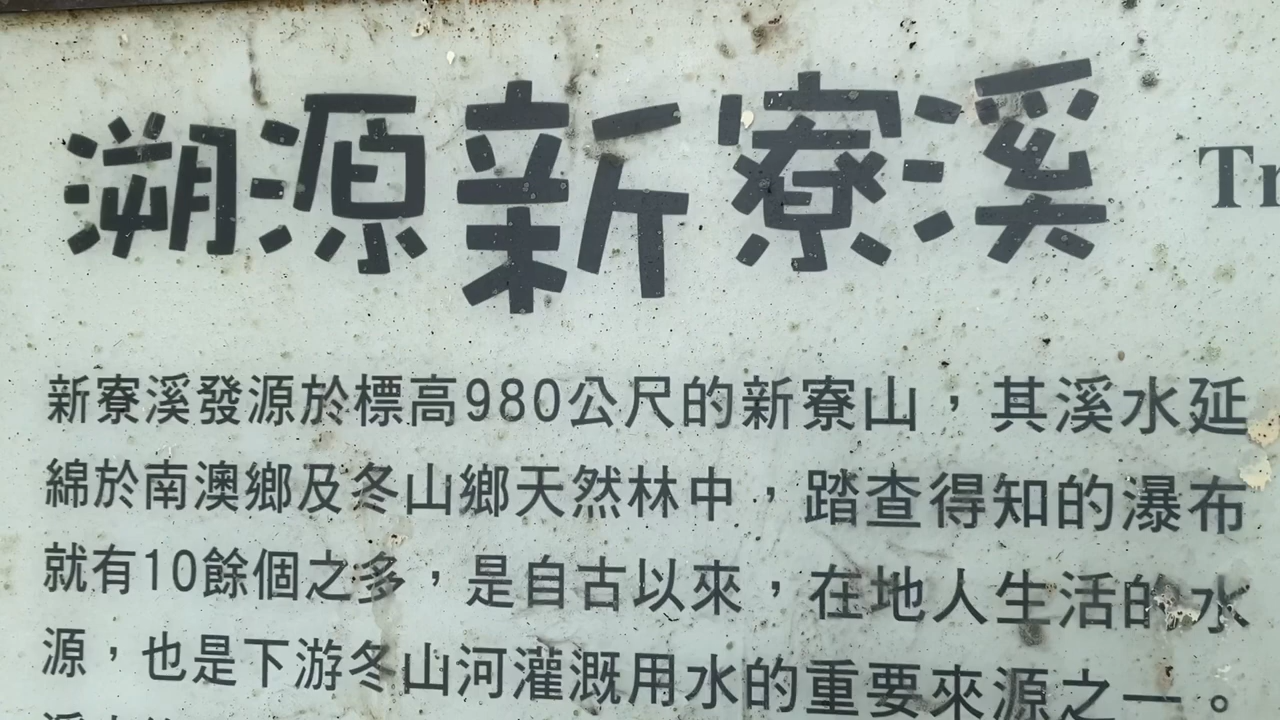 溯源新寮溪 Tr
新寮溪發源於標高980公尺的新寮山，其溪水延
綿於南澳鄉及冬山鄉天然林中，踏查得知的瀑布
就有10餘個之多，是自古以來，在地人生活的水
源，也是下游冬山河灌溉用水的重要來源之一。